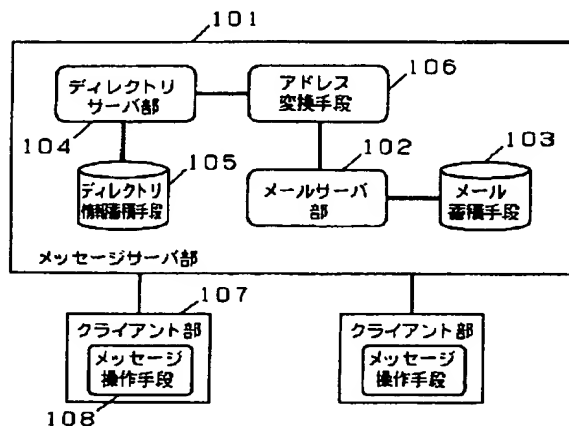 101
ディレクトリ
サーバ部
104
アドレス
変換手段
106
105
ディレクトリ
情報蓄積手段
102
メールサーバ
部
103
メール
蓄積手段
メッセージサーバ部
107
クライアント部
メッセージ
操作手段
108
クライアント部
メッセージ
操作手段